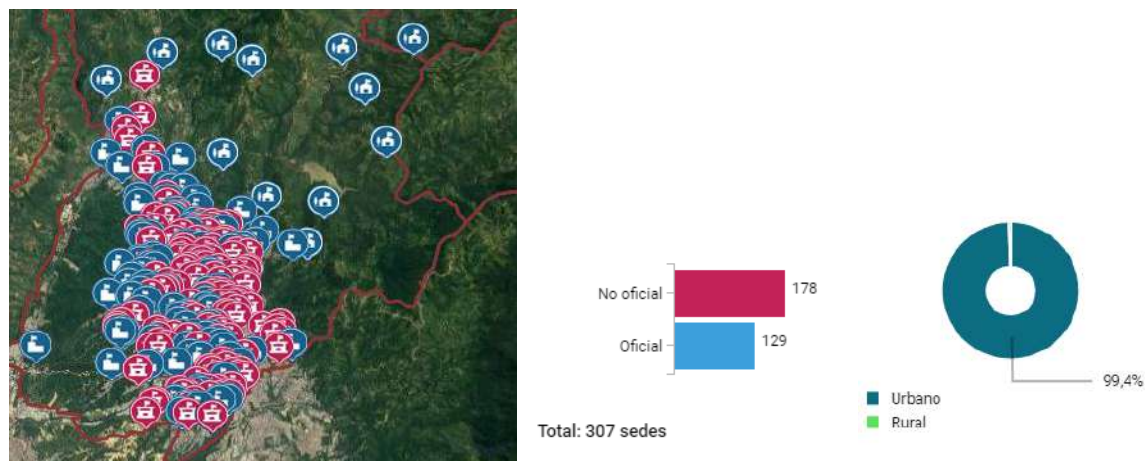 No oficial
178
Oficial
129
99,4%
Urbano
Rural
Total: 307 sedes